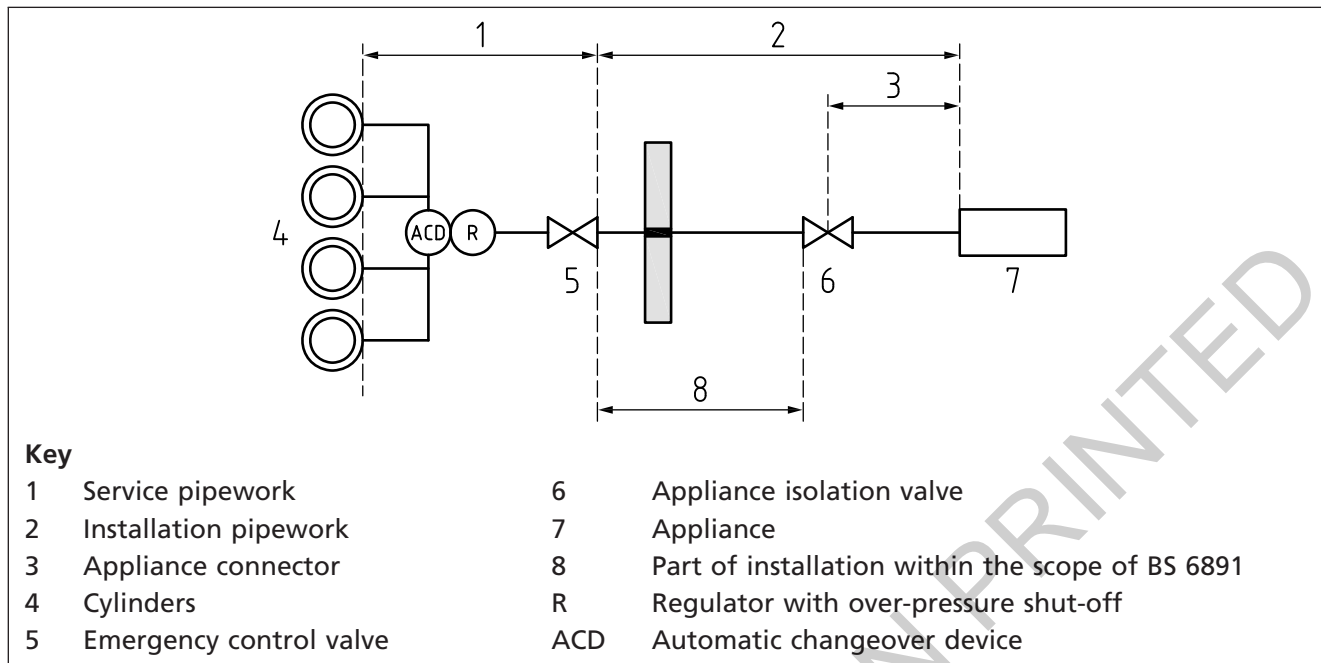 1
2
3
4
ACD
R
5
6
7
8
Key
1 Service pipework
2 Installation pipework
3 Appliance connector
4 Cylinders
5 Emergency control valve
6 Appliance isolation valve
7 Appliance
8 Part of installation within the scope of BS 6891
R Regulator with over-pressure shut-off
ACD Automatic changeover device
N PRINTED